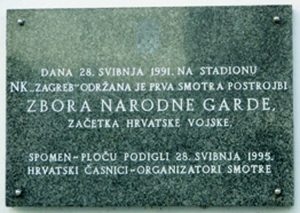 DANA 28. SVIBNJA 1991. NA STADIONU
NK „ZAGREB" ODRŽANA JE PRVA SMOTRA POSTROJBI
ZBORA NARODNE GARDE,
ZAČETKA HRVATSKE VOJSKE.
SPOMEN-PLOČU PODIGLI 28. SVIBNJA 1995.
HRVATSKI ČASNICI-ORGANIZATORI SMOTRE